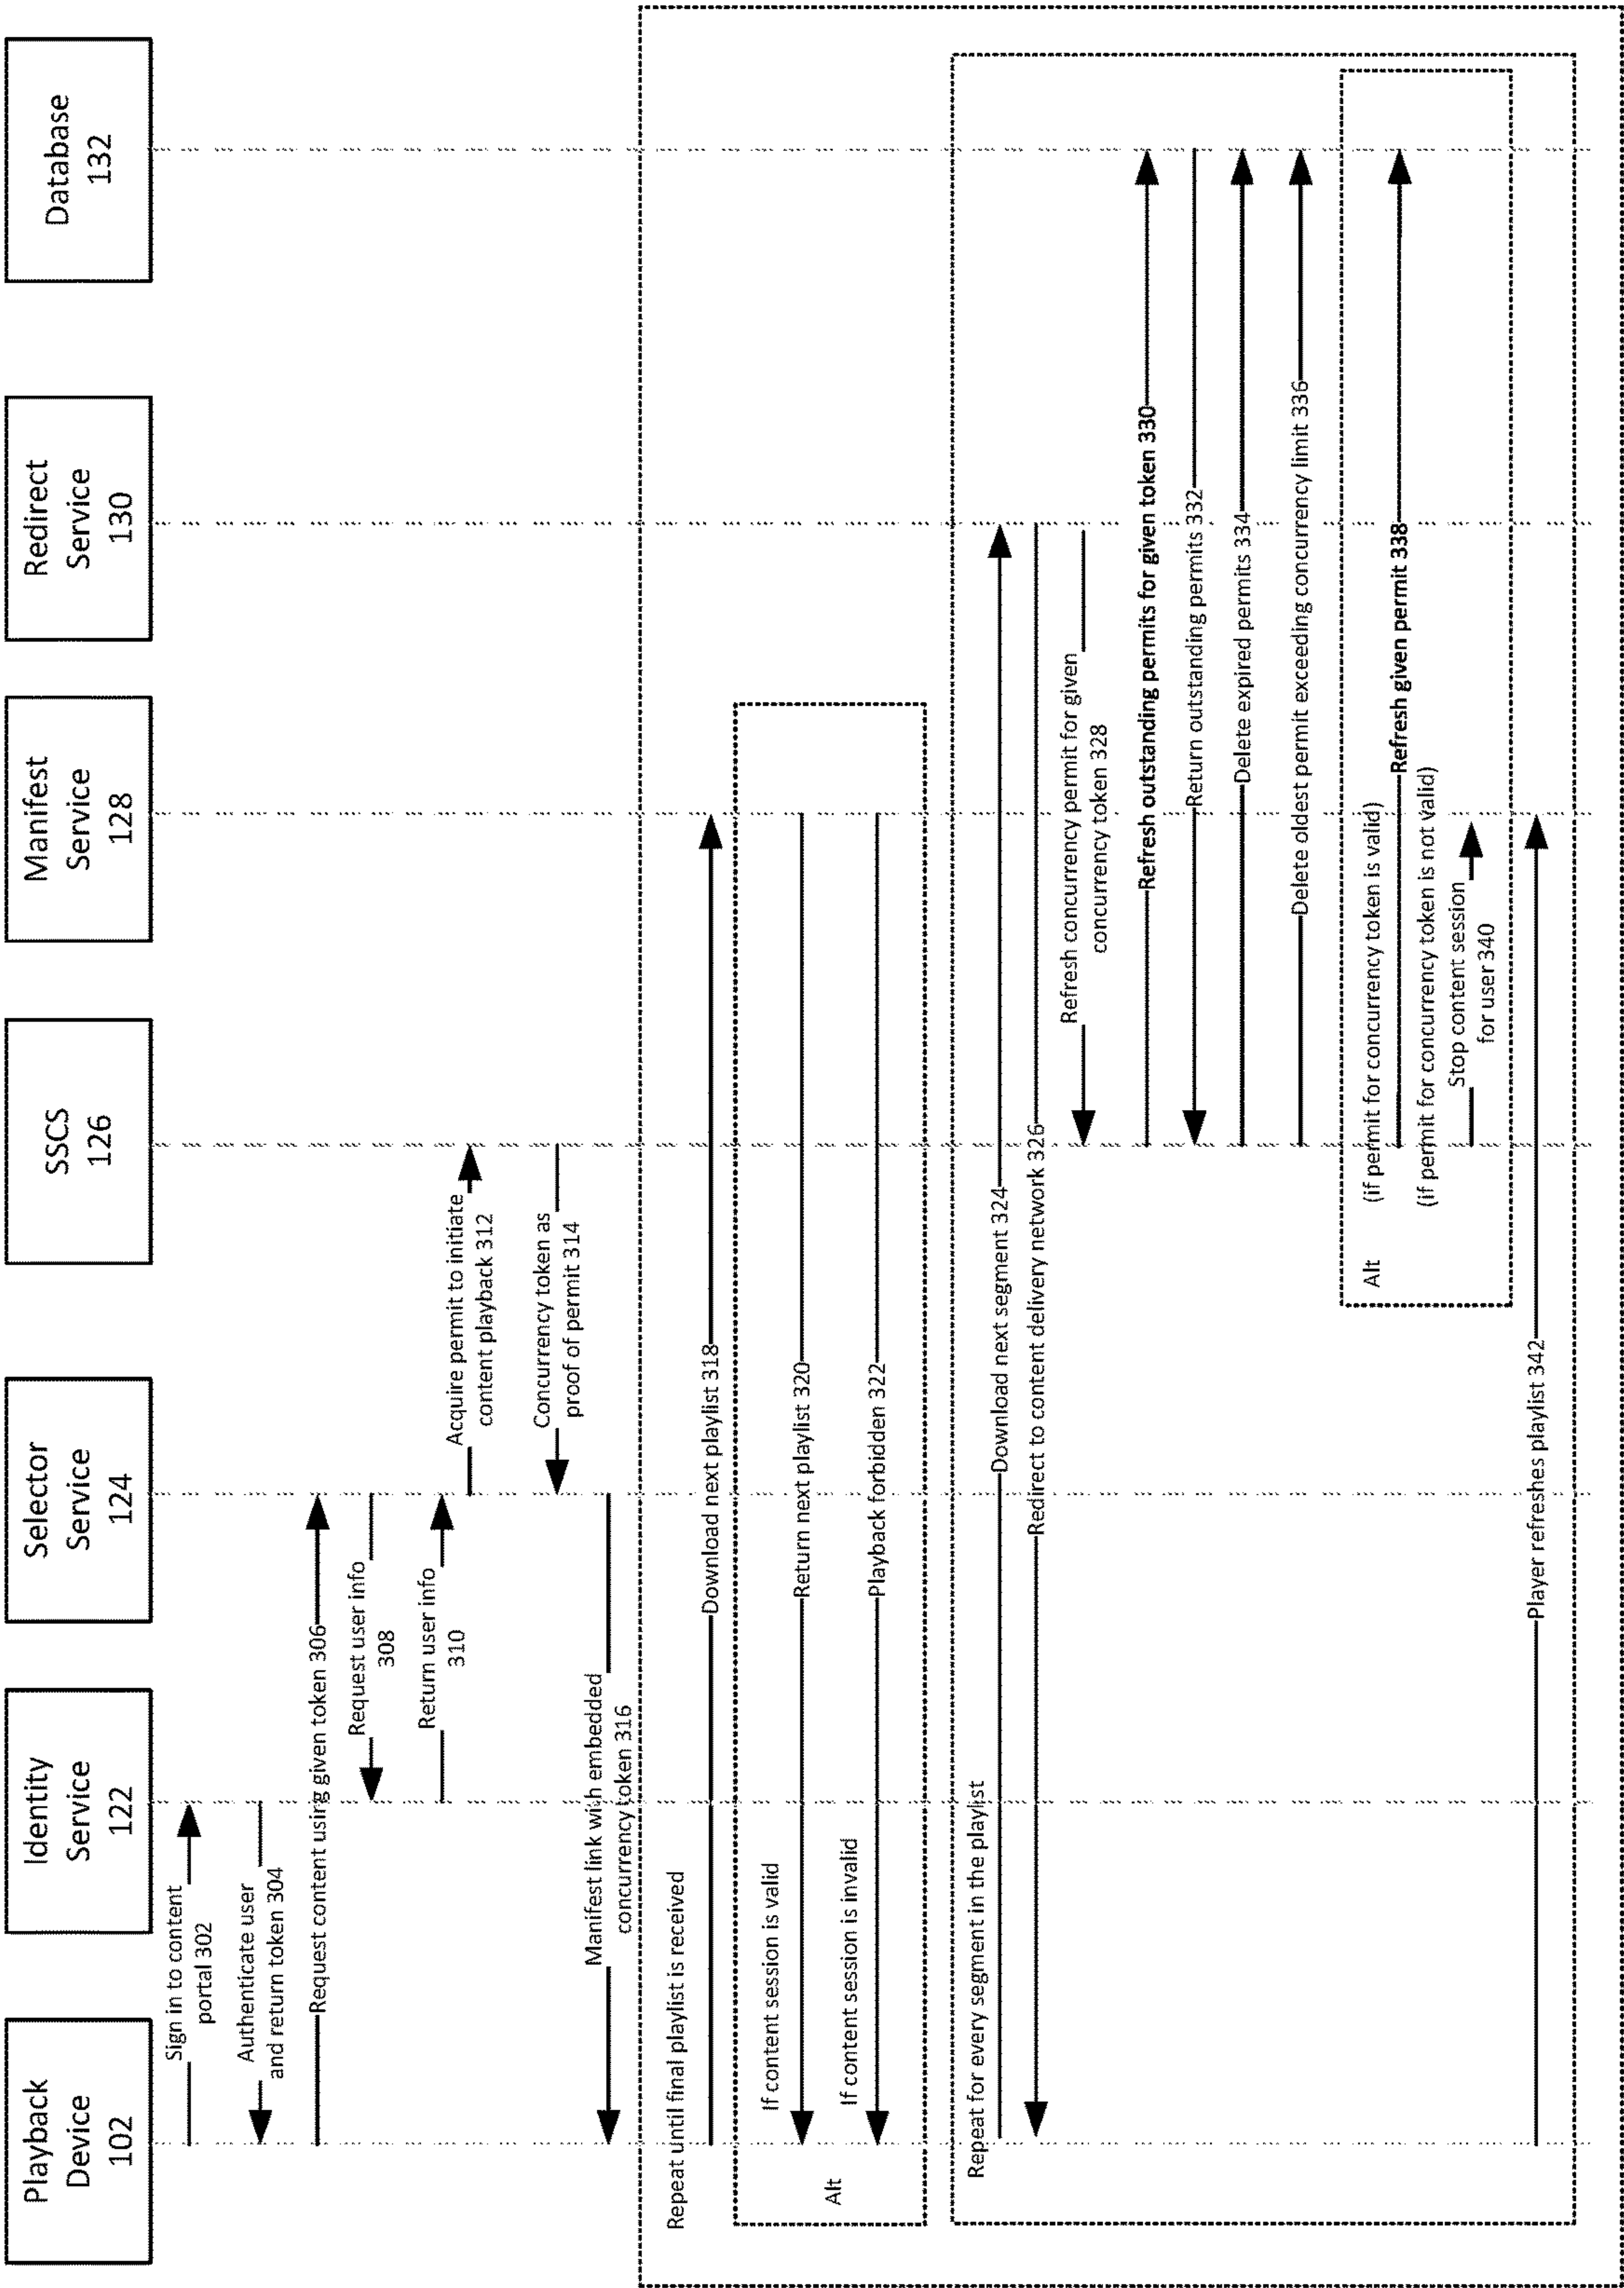 Playback
Device
102
Identity
Service
122
Selector
Service
124
SSCS
126
Manifest
Service
128
Redirect
Service
130
Database
132
Sign in to content
portal 302
Authenticate user
and return token 304
Request content using given token 306
Request user info
308
Return user info
310
Acquire permit to initiate
content playback 312
Concurrency token as
proof of permit 314
Manifest link with embedded
concurrency token 316
Repeat until final playlist is received
Download next playlist 318
Alt
If content session is valid
Return next playlist 320
If content session is invalid
Playback forbidden 322
Repeat for every segment in the playlist
Download next segment 324
Redirect to content delivery network 326
Refresh concurrency permit for given
concurrency token 328
Refresh outstanding permits for given token 330
Return outstanding permits 332
Delete expired permits 334
Delete oldest permit exceeding concurrency limit 336
Alt
(if permit for concurrency token is valid)
Refresh given permit 338
(if permit for concurrency token is not valid)
Stop content session
for user 340
Player refreshes playlist 342